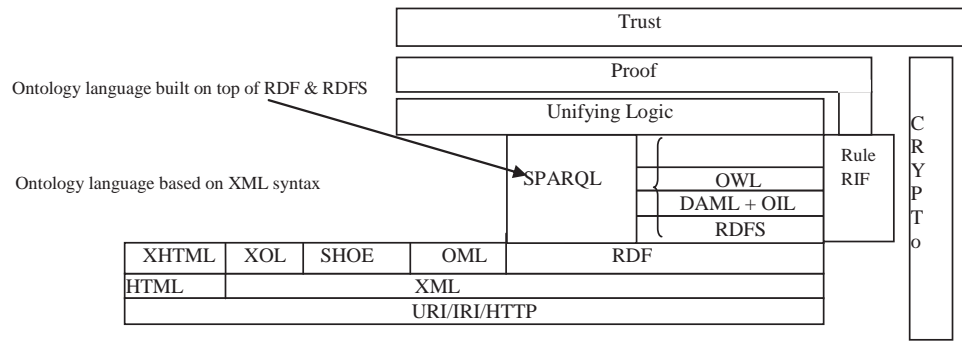 Trust
Proof
Ontology language built on top of RDF & RDFS
Unifying Logic
CRYPTo
Rule
RIF
Ontology language based on XML syntax
SPARQL
OWL
DAML + OIL
RDFS
XHTML XOL SHOE OML RDF
HTML XML
URI/IRI/HTTP